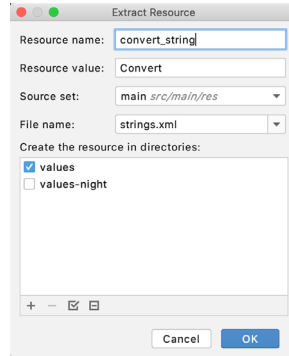 Extract Resource
Resource name: convert_string
Resource value: Convert
Source set: main src/main/res
File name: strings.xml
Create the resource in directories:
values
values-night
Cancel OK